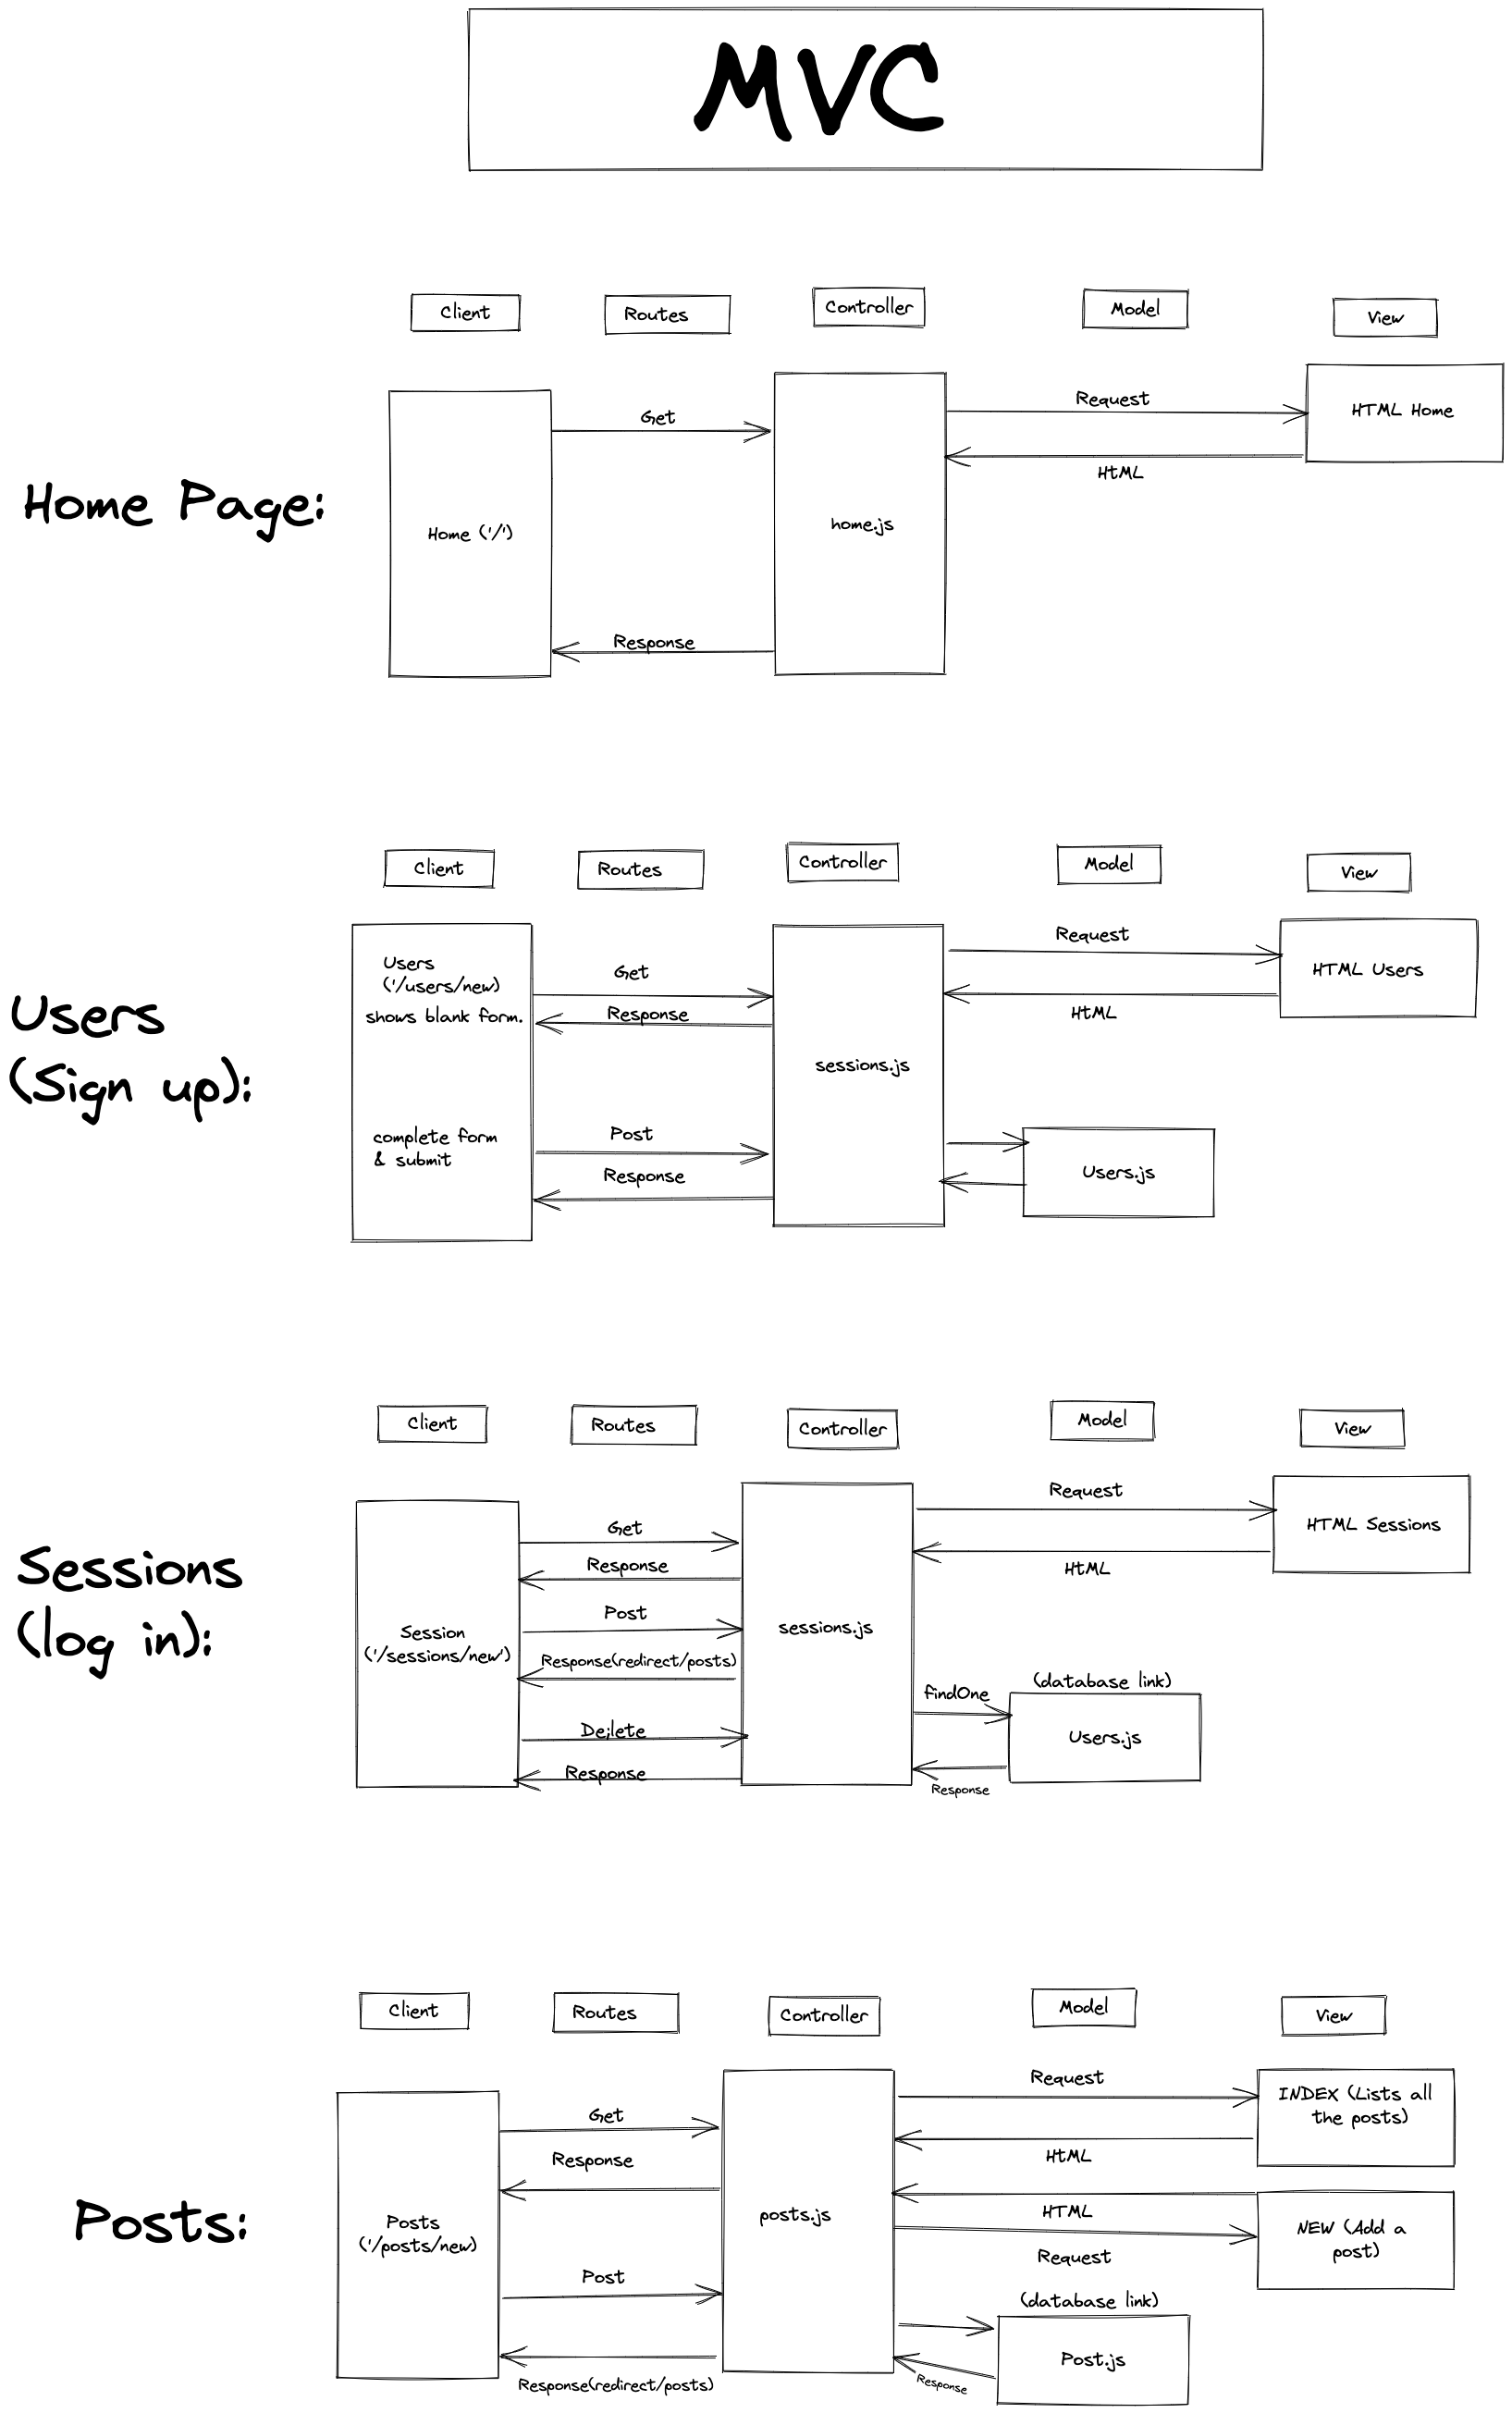 MVC
Client
Routes
Controller
Model
View
Home Page:
Home ('/')
Get
Response
home.js
Request
HtML
HTML Home
Client
Routes
Controller
Model
View
Users
(Sign up):
Users
('/users/new)
shows blank form.
complete form
& submit
Get
Response
Post
Response
sessions.js
Request
HtML
HTML Users
Users.js
Client
Routes
Controller
Model
View
Sessions
(log in):
Session
('/sessions/new')
Get
Response
Post
Response(redirect/posts)
De;lete
Response
sessions.js
Request
HtML
HTML Sessions
findOne
(database link)
Users.js
Response
Client
Routes
Controller
Model
View
Posts:
Posts
('/posts/new)
Get
Response
Post
Response(redirect/posts)
posts.js
Request
HtML
INDEX (Lists all
the posts)
HTML
Request
NEW (Add a
post)
(database link)
Post.js
Response